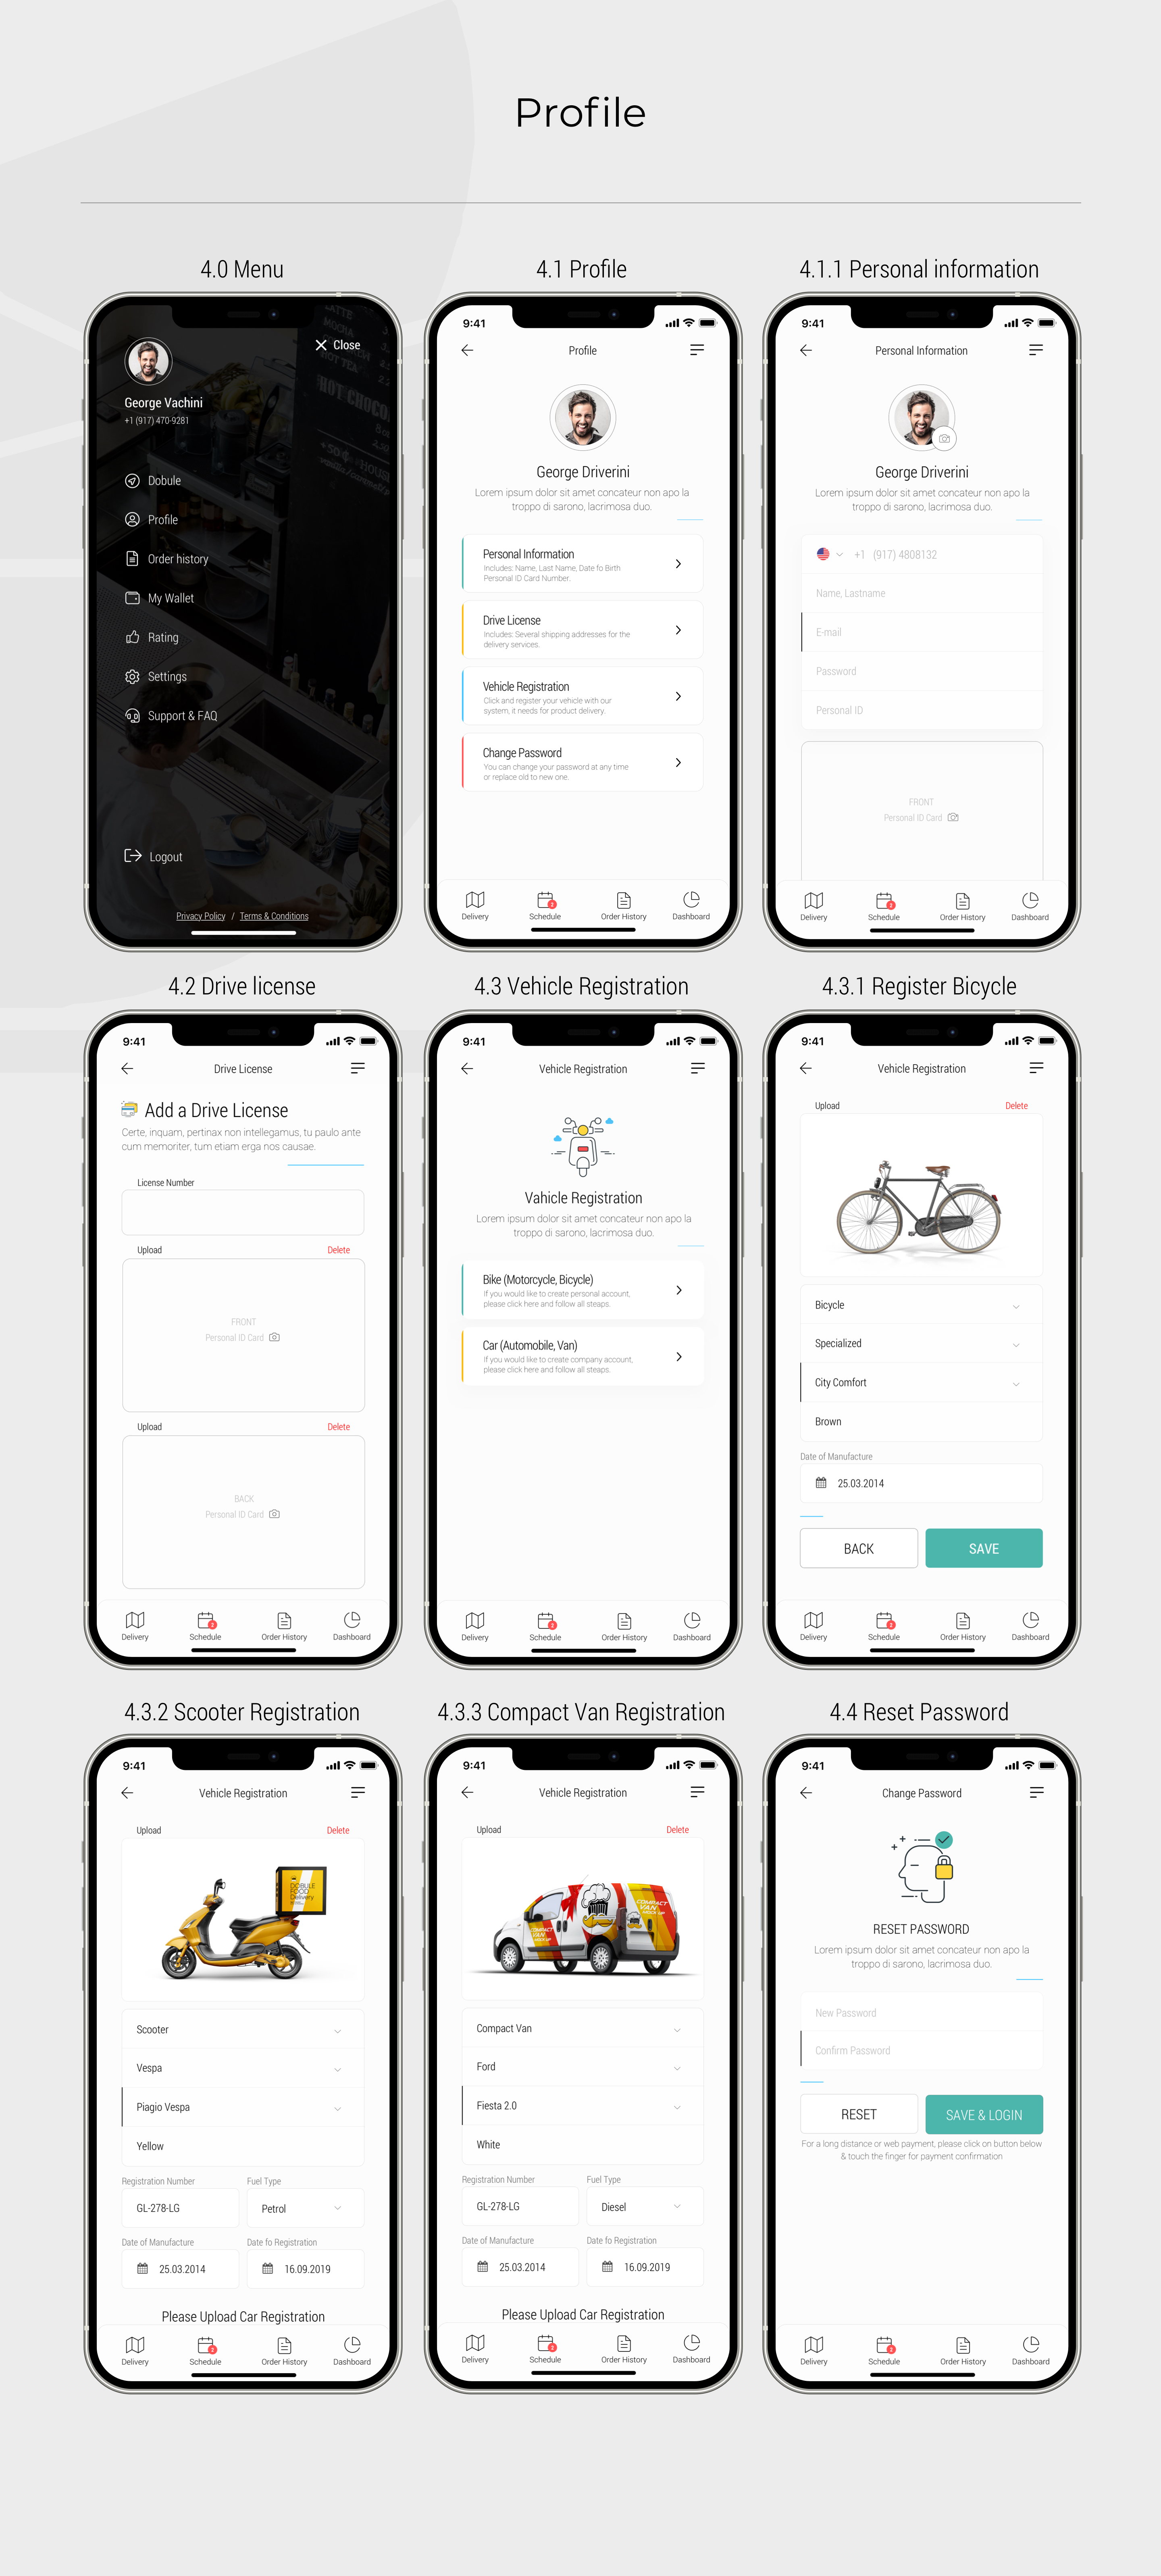 Profile
4.0 Menu
4.1 Profile
4.1.1 Personal information
Close
George Vachini
+1 (917) 470-9281
Dobule
Profile
Order history
My Wallet
Rating
Settings
Support & FAQ
Logout
Privacy Policy / Terms & Conditions
9:41
Profile
George Driverini
Lorem ipsum dolor sit amet concateur non apo la
troppo di sarono, lacrimosa duo.
Personal Information
Includes: Name, Last Name, Date fo Birth
Personal ID Card Number.
Drive License
Includes: Several shipping addresses for the
delivery services.
Vehicle Registration
Click and register your vehicle with our
system, it needs for product delivery.
Change Password
You can change your password at any time
or replace old to new one.
Delivery
Schedule
2
Order History
Dashboard
9:41
Personal Information
George Driverini
Lorem ipsum dolor sit amet concateur non apo la
troppo di sarono, lacrimosa duo.
+1 (917) 4808132
Name, Lastname
E-mail
Password
Personal ID
FRONT
Personal ID Card
Delivery
Schedule
2
Order History
Dashboard
4.2 Drive license
4.3 Vehicle Registration
4.3.1 Register Bicycle
9:41
Drive License
Add a Drive License
Certe, inquam, pertinax non intellegamus, tu paulo ante
cum memoriter, tum etiam erga nos causae.
License Number
Upload
Delete
FRONT
Personal ID Card
Upload
Delete
BACK
Personal ID Card
Delivery
Schedule
2
Order History
Dashboard
9:41
Vehicle Registration
Vahicle Registration
Lorem ipsum dolor sit amet concateur non apo la
troppo di sarono, lacrimosa duo.
Bike (Motorcycle, Bicycle)
If you would like to create personal account,
please click here and follow all steaps.
Car (Automobile, Van)
If you would like to create company account,
please click here and follow all steaps.
Delivery
Schedule
2
Order History
Dashboard
9:41
Vehicle Registration
Upload
Delete
Bicycle
Specialized
City Comfort
Brown
Date of Manufacture
25.03.2014
BACK
SAVE
Delivery
Schedule
2
Order History
Dashboard
4.3.2 Scooter Registration
4.3.3 Compact Van Registration
4.4 Reset Password
9:41
Vehicle Registration
Upload
Delete
DOBULE
FOOD
Delivery
Scooter
Vespa
Piagio Vespa
Yellow
Registration Number
Fuel Type
GL-278-LG
Petrol
Date of Manufacture
Date fo Registration
25.03.2014
16.09.2019
Please Upload Car Registration
Delivery
Schedule
2
Order History
Dashboard
9:41
Vehicle Registration
Upload
Delete
COMPACT
VAN
MOCK UP
COMPACT
VAN
MOCK UP
Compact Van
Ford
Fiesta 2.0
White
Registration Number
Fuel Type
GL-278-LG
Diesel
Date of Manufacture
Date fo Registration
25.03.2014
16.09.2019
Please Upload Car Registration
Delivery
Schedule
2
Order History
Dashboard
9:41
Change Password
RESET PASSWORD
Lorem ipsum dolor sit amet concateur non apo la
troppo di sarono, lacrimosa duo.
New Password
Confirm Password
RESET
SAVE & LOGIN
For a long distance or web payment, please click on button below
& touch the finger for payment confirmation
Delivery
Schedule
2
Order History
Dashboard